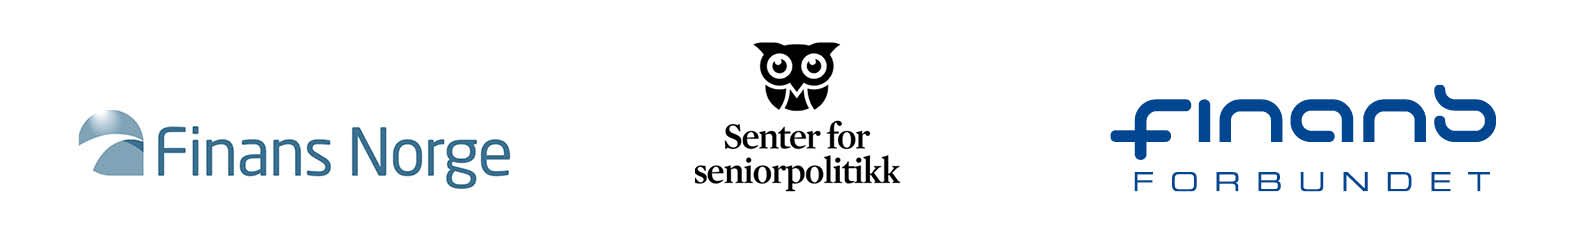 Finans Norge
Senter for
seniorpolitikk
finans
FORBUNDET